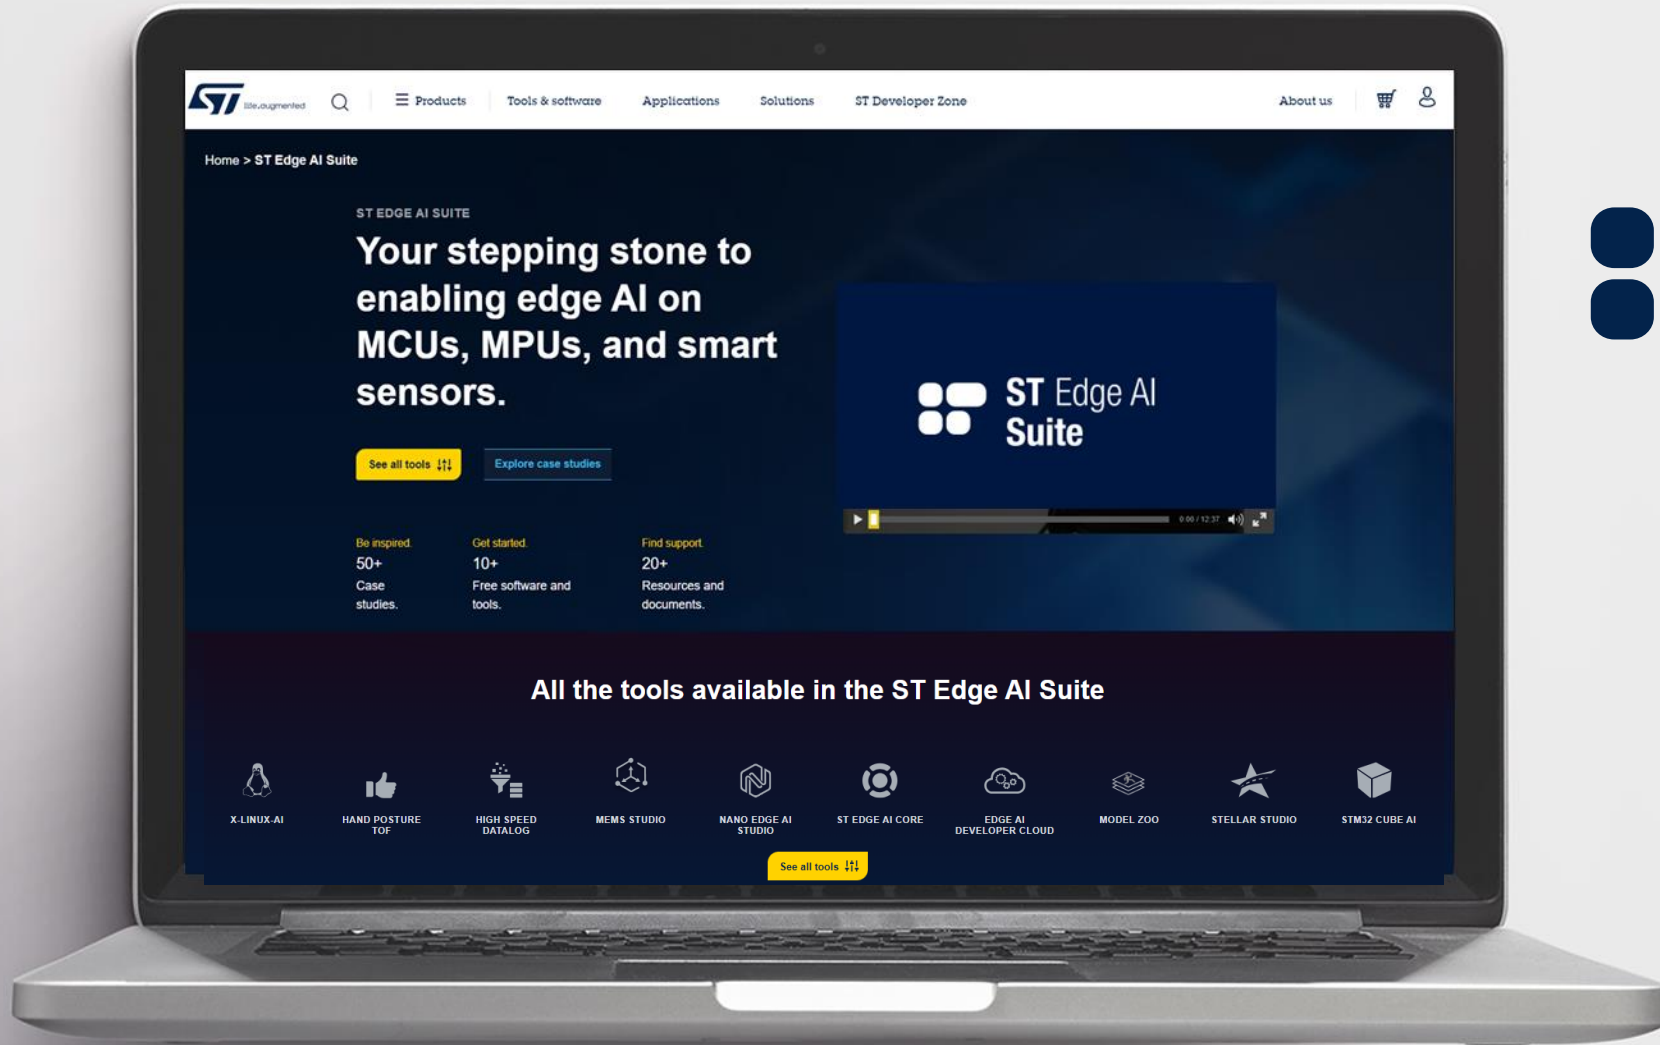 ST life.augmented
Products
Tools & software
Applications
Solutions
ST Developer Zone
About us
Home > ST Edge AI Suite
ST EDGE AI SUITE
Your stepping stone to
enabling edge AI on
MCUs, MPUs, and smart
sensors.
See all tools
Explore case studies
ST Edge AI
Suite
0:00 / 12:37
Be inspired.
50+
Case
studies.
Get started.
10+
Free software and
tools.
Find support.
20+
Resources and
documents.
All the tools available in the ST Edge AI Suite
X-LINUX-AI
HAND POSTURE
TOF
HIGH SPEED
DATALOG
MEMS STUDIO
NANO EDGE AI
STUDIO
ST EDGE AI CORE
EDGE AI
DEVELOPER CLOUD
MODEL ZOO
STELLAR STUDIO
STM32 CUBE AI
See all tools